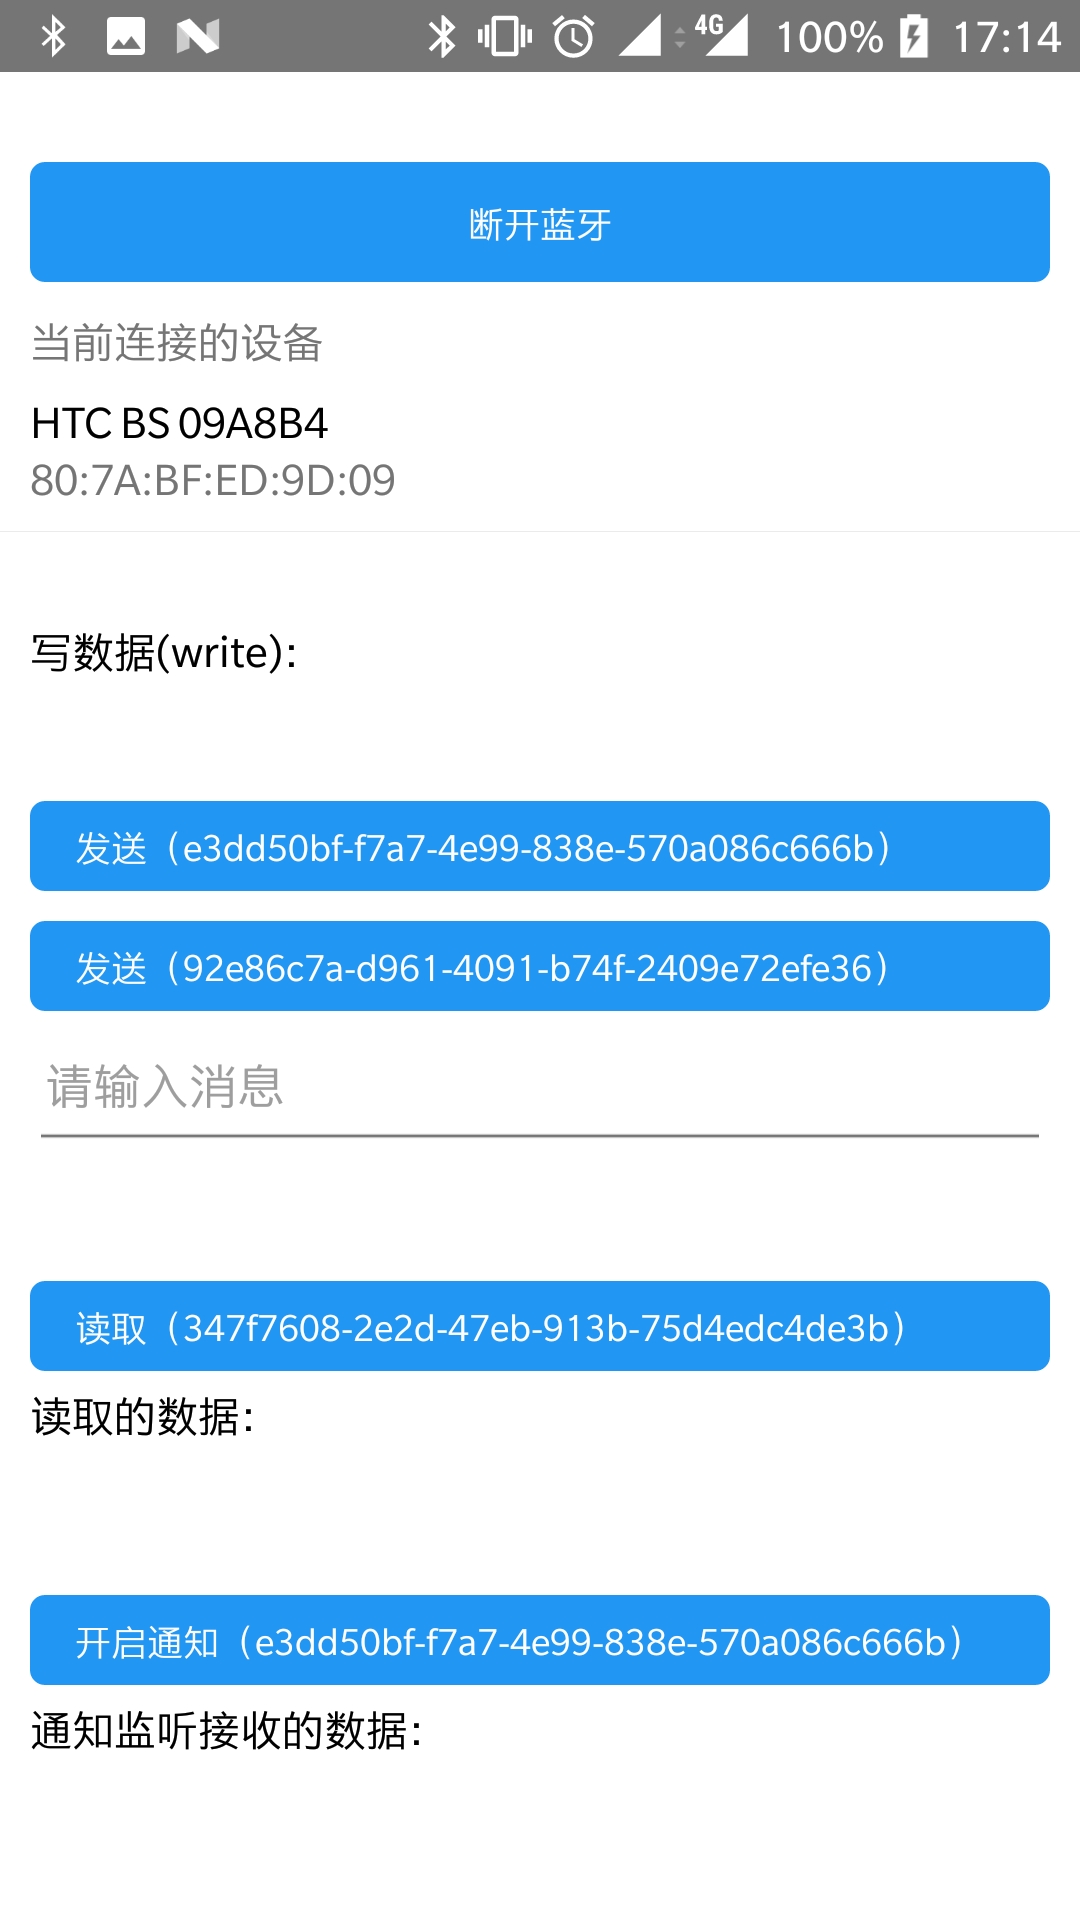 4G 100% 17:14
断开蓝牙
当前连接的设备
HTC BS 09A8B4
80:7A:BF:ED:9D:09
写数据(write):
发送（e3dd50bf-f7a7-4e99-838e-570a086c666b）
发送（92e86c7a-d961-4091-b74f-2409e72efe36）
请输入消息
读取（347f7608-2e2d-47eb-913b-75d4edc4de3b）
读取的数据:
开启通知（e3dd50bf-f7a7-4e99-838e-570a086c666b）
通知监听接收的数据: